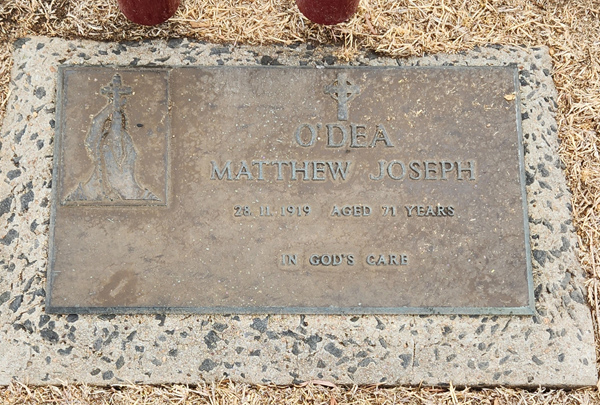 O'DEA
MATTHEW JOSEPH
28. 11. 1919 AGED 71 YEARS
IN GOD'S CARE